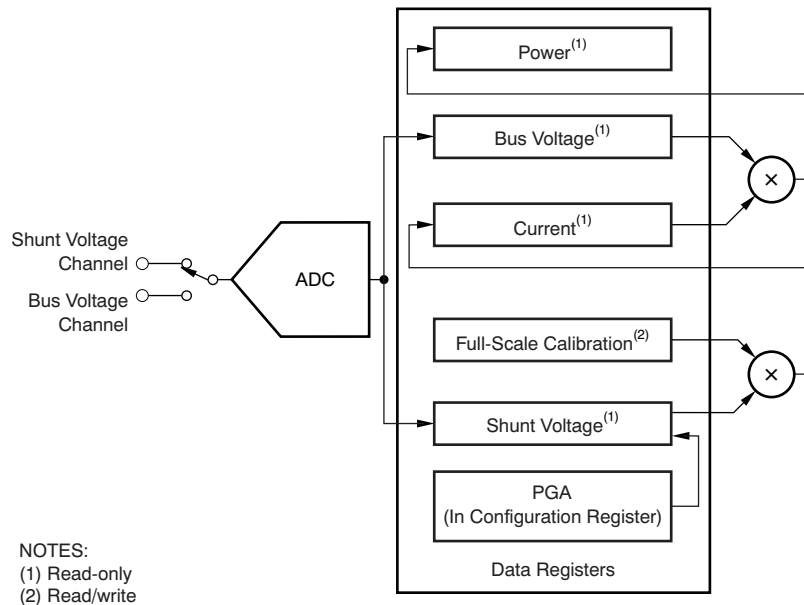 Power(1)
Bus Voltage(1)
×
Current(1)
Shunt Voltage
Channel
ADC
Bus Voltage
Channel
Full-Scale Calibration(2)
×
Shunt Voltage(1)
PGA
(In Configuration Register)
Data Registers
NOTES:
(1) Read-only
(2) Read/write